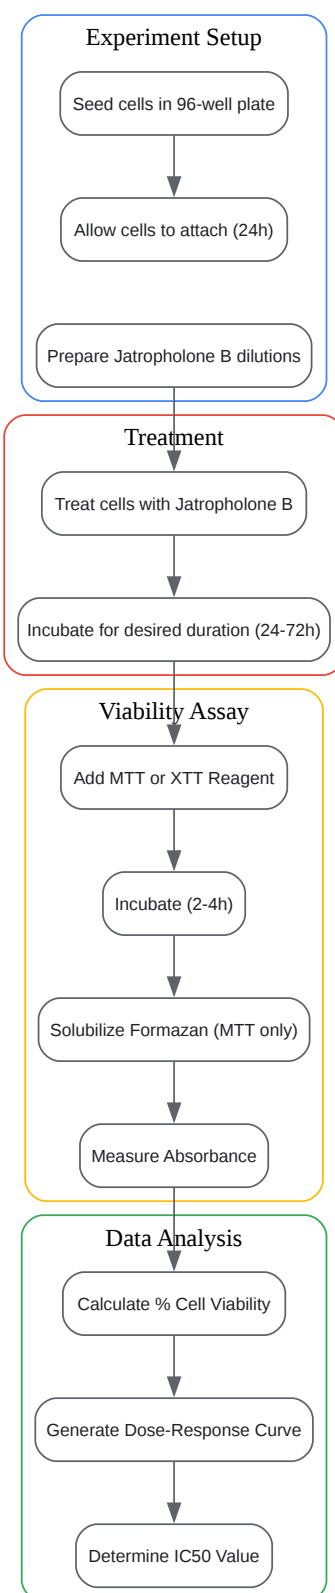 Experiment Setup
Seed cells in 96-well plate
Allow cells to attach (24h)
Prepare Jatropholone B dilutions
Treatment
Treat cells with Jatropholone B
Incubate for desired duration (24-72h)
Viability Assay
Add MTT or XTT Reagent
Incubate (2-4h)
Solubilize Formazan (MTT only)
Measure Absorbance
Data Analysis
Calculate % Cell Viability
Generate Dose-Response Curve
Determine IC50 Value